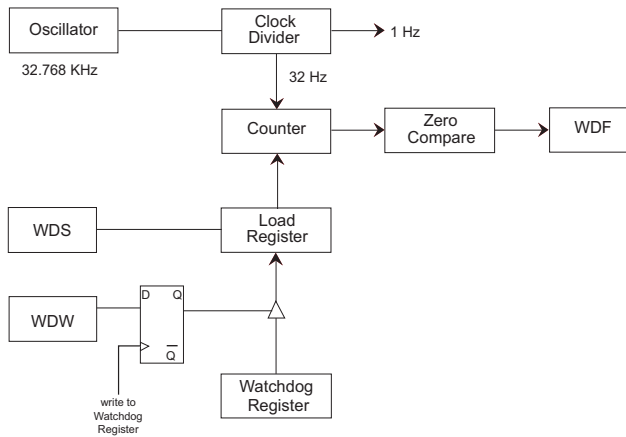 Oscillator
Clock
Divider
1 Hz
32.768 KHz
32 Hz
Counter
Zero
Compare
WDF
WDS
Load
Register
WDW
D Q
Q
write to
Watchdog
Register
Watchdog
Register